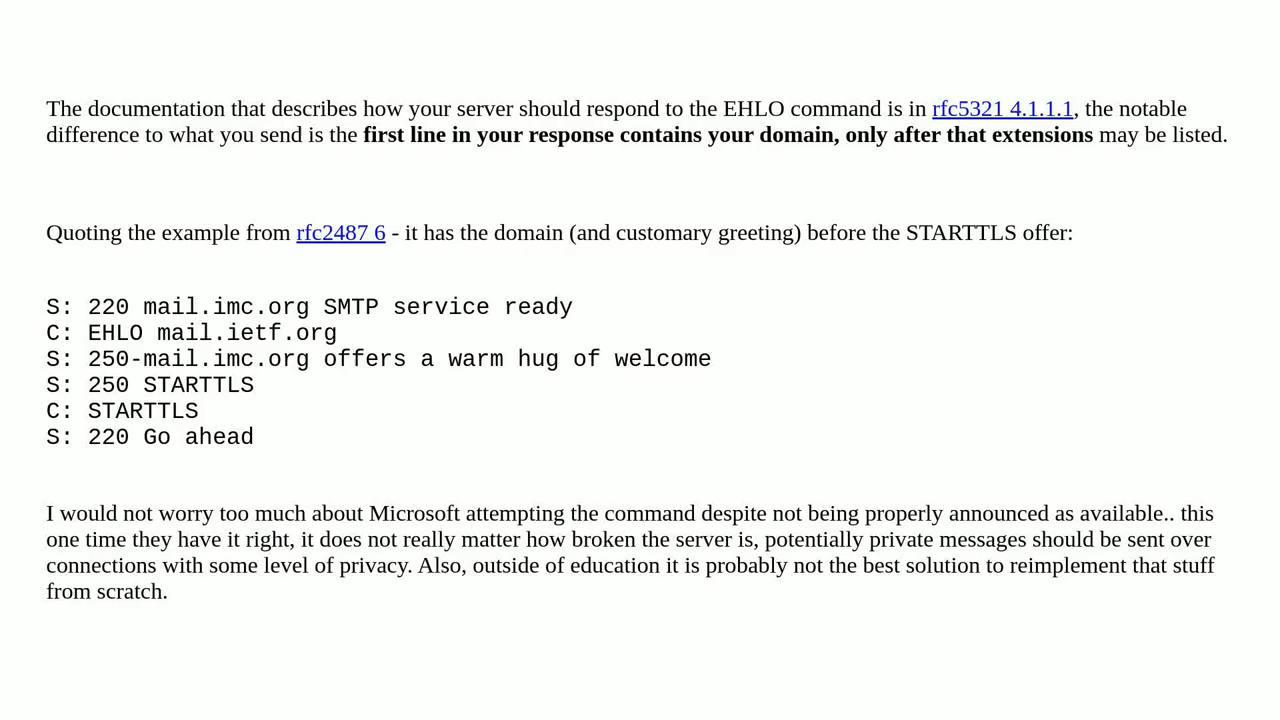 The documentation that describes how your server should respond to the EHLO command is in rfc5321 4.1.1.1, the notable
difference to what you send is the first line in your response contains your domain, only after that extensions may be listed.
Quoting the example from rfc2487 6 - it has the domain (and customary greeting) before the STARTTLS offer:
S: 220 mail.imc.org SMTP service ready
C: EHLO mail.ietf.org
S: 250-mail.imc.org offers a warm hug of welcome
S: 250 STARTTLS
C: STARTTLS
S: 220 Go ahead
I would not worry too much about Microsoft attempting the command despite not being properly announced as available.. this
one time they have it right, it does not really matter how broken the server is, potentially private messages should be sent over
connections with some level of privacy. Also, outside of education it is probably not the best solution to reimplement that stuff
from scratch.